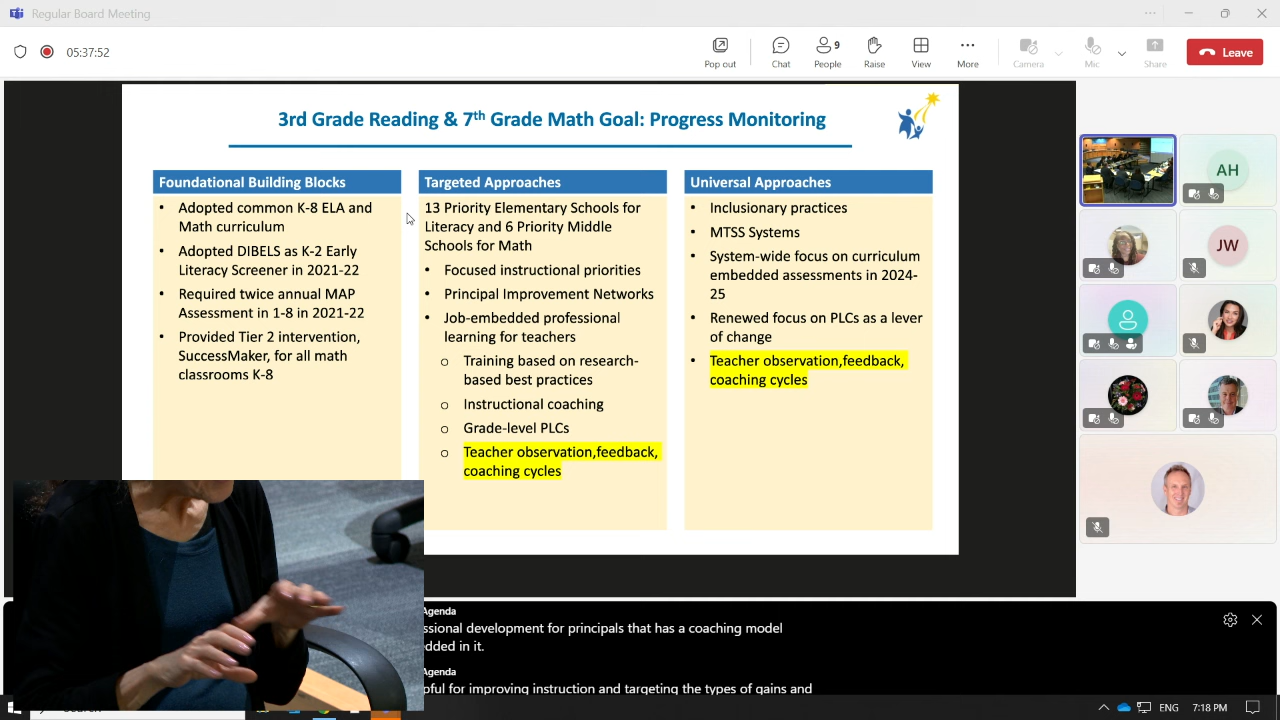 Regular Board Meeting
05:37:52
Pop out
Chat
9
People
Raise
View
More
Camera
Mic
Share
Leave
3rd Grade Reading & 7th Grade Math Goal: Progress Monitoring
Foundational Building Blocks
• Adopted common K-8 ELA and
Math curriculum
• Adopted DIBELS as K-2 Early
Literacy Screener in 2021-22
• Required twice annual MAP
Assessment in 1-8 in 2021-22
• Provided Tier 2 intervention,
SuccessMaker, for all math
classrooms K-8
Targeted Approaches
13 Priority Elementary Schools for
Literacy and 6 Priority Middle
Schools for Math
• Focused instructional priorities
• Principal Improvement Networks
• Job-embedded professional
learning for teachers
o Training based on research-
based best practices
o Instructional coaching
o Grade-level PLCs
o Teacher observation,feedback,
coaching cycles
Universal Approaches
• Inclusionary practices
• MTSS Systems
• System-wide focus on curriculum
embedded assessments in 2024-
25
• Renewed focus on PLCs as a lever
of change
• Teacher observation,feedback,
coaching cycles
AH
JW
Agenda
ssional development for principals that has a coaching model
dded in it.
Agenda
pful for improving instruction and targeting the types of gains and
ENG
7:18 PM